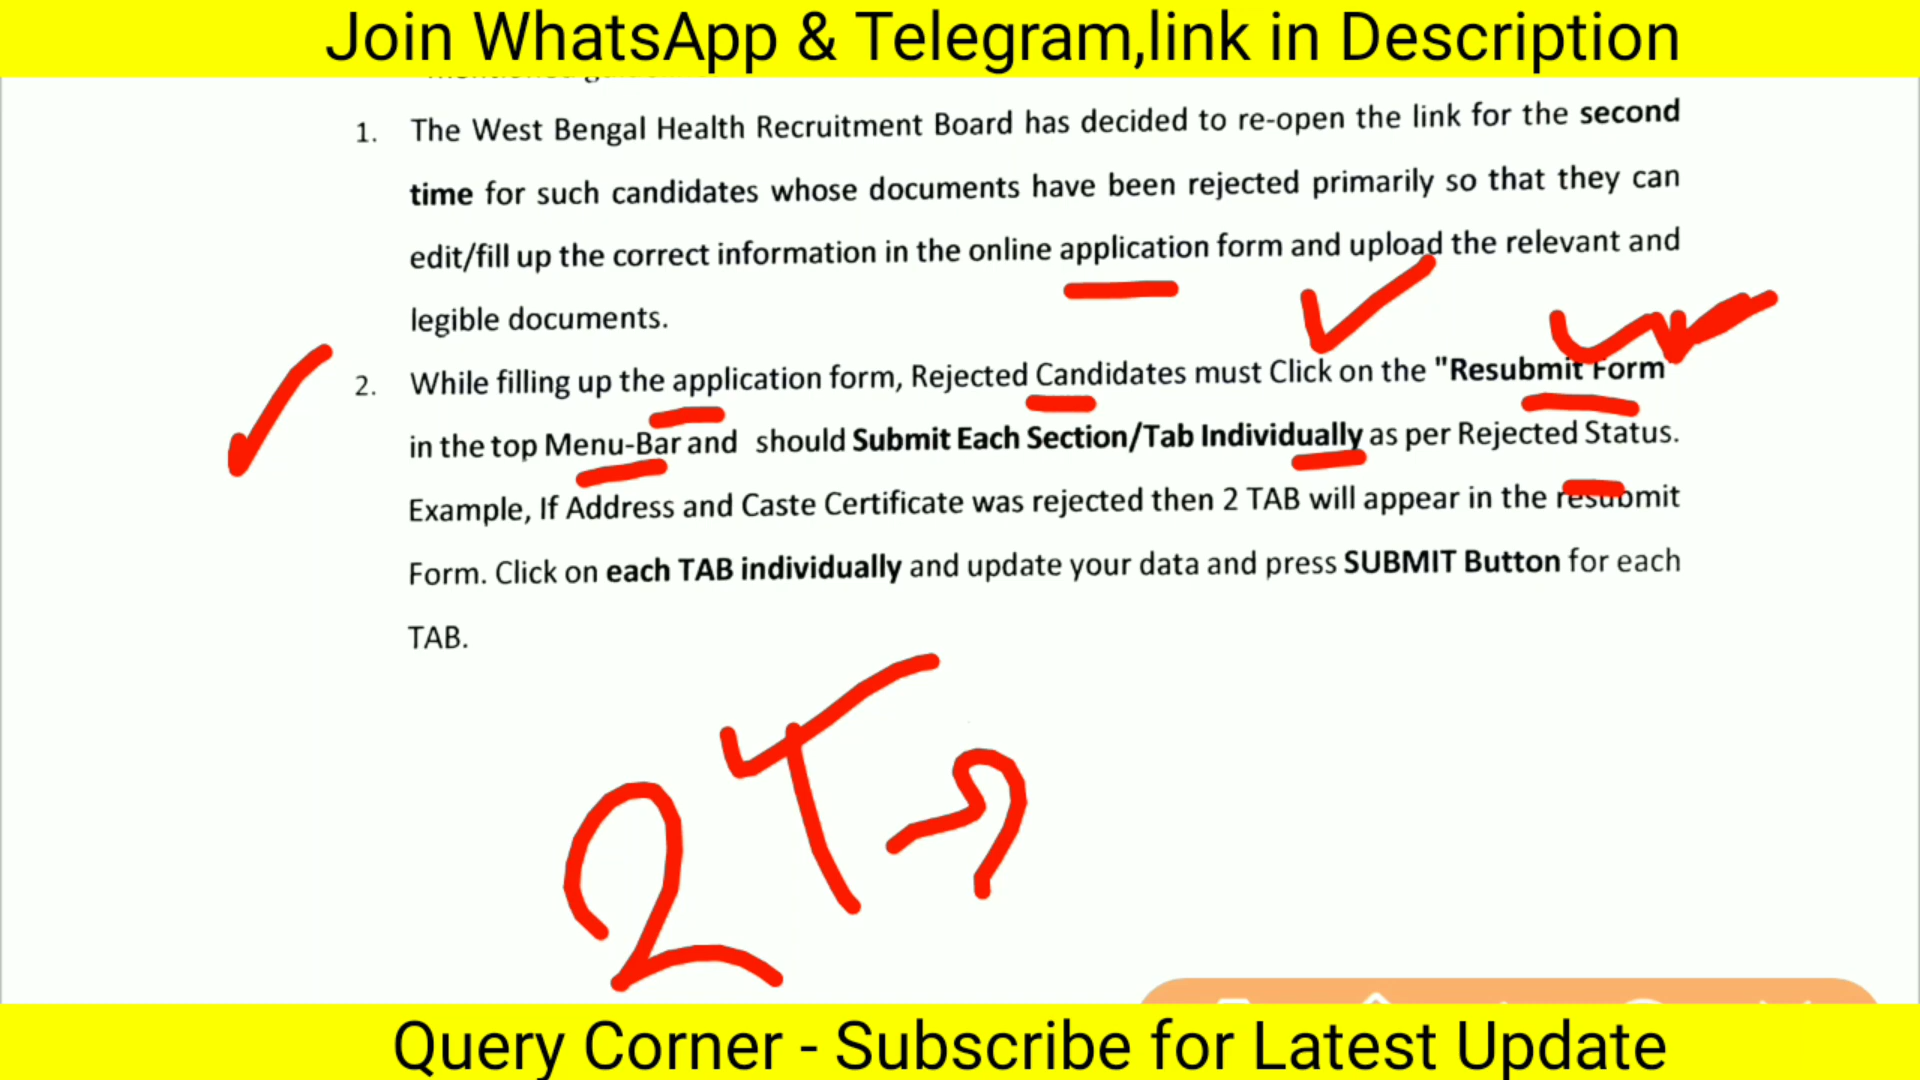 Join WhatsApp & Telegram,link in Description
1. The West Bengal Health Recruitment Board has decided to re-open the link for the second
time for such candidates whose documents have been rejected primarily so that they can
edit/fill up the correct information in the online application form and upload the relevant and
legible documents.
2. While filling up the application form, Rejected Candidates must Click on the "Resubmit Form"
in the top Menu-Bar and should Submit Each Section/Tab Individually as per Rejected Status.
Example, If Address and Caste Certificate was rejected then 2 TAB will appear in the resubmit
Form. Click on each TAB individually and update your data and press SUBMIT Button for each
TAB.
2
Query Corner - Subscribe for Latest Update